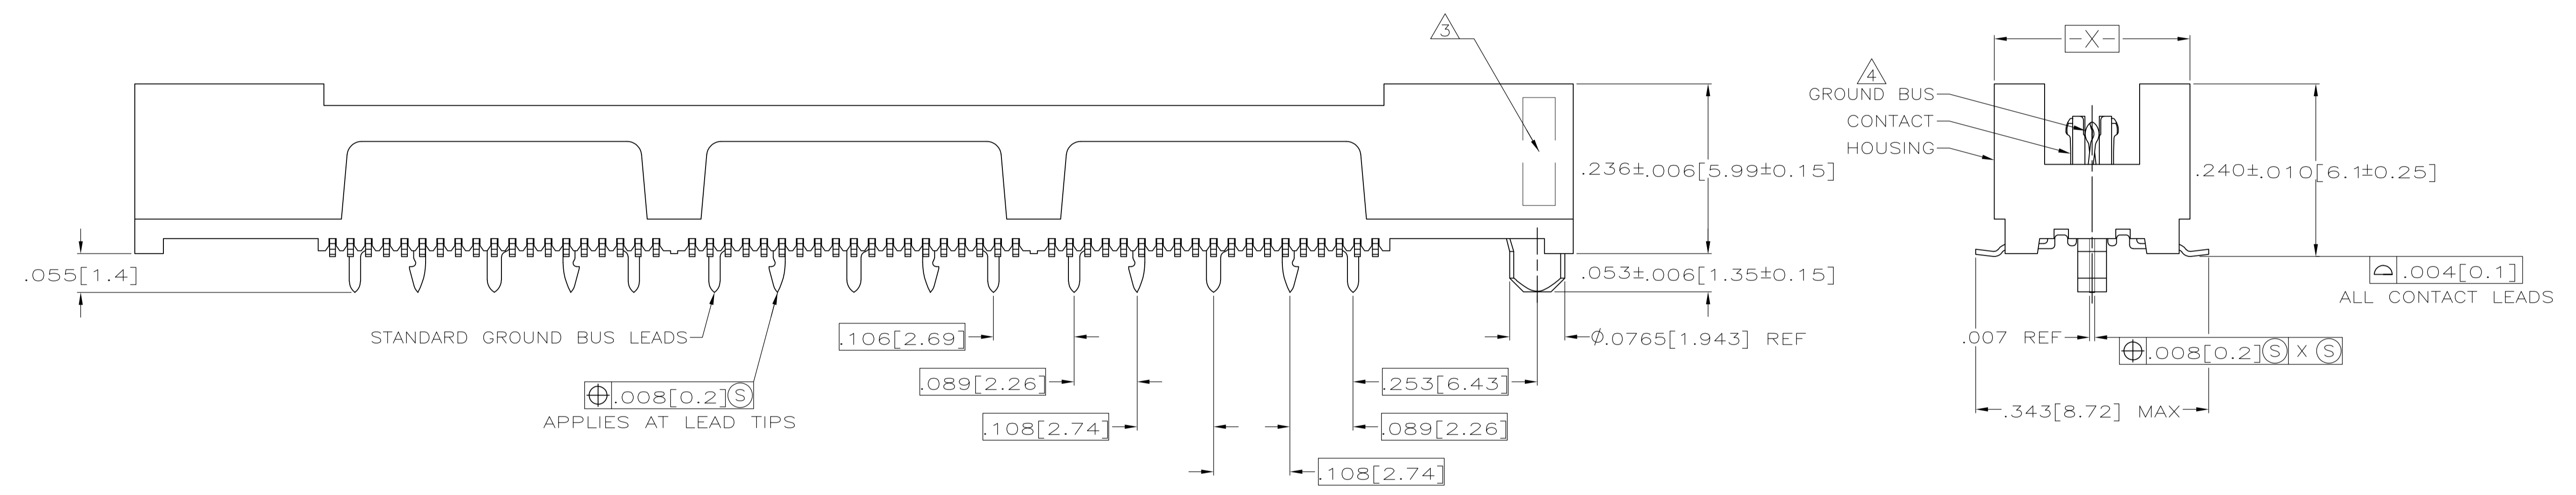 3
-X-
4
GROUND BUS
CONTACT
HOUSING
.236±.006[5.99±0.15]
.240±.010[6.1±0.25]
.055[1.4]
.053±.006[1.35±0.15]
⌓ .004[0.1]
ALL CONTACT LEADS
STANDARD GROUND BUS LEADS
.106[2.69]
Ø.0765[1.943] REF
.007 REF
⌖ .008[0.2]Ⓢ X Ⓢ
.089[2.26]
.253[6.43]
⌖ .008[0.2]Ⓢ
APPLIES AT LEAD TIPS
.343[8.72] MAX
.108[2.74]
.089[2.26]
.108[2.74]